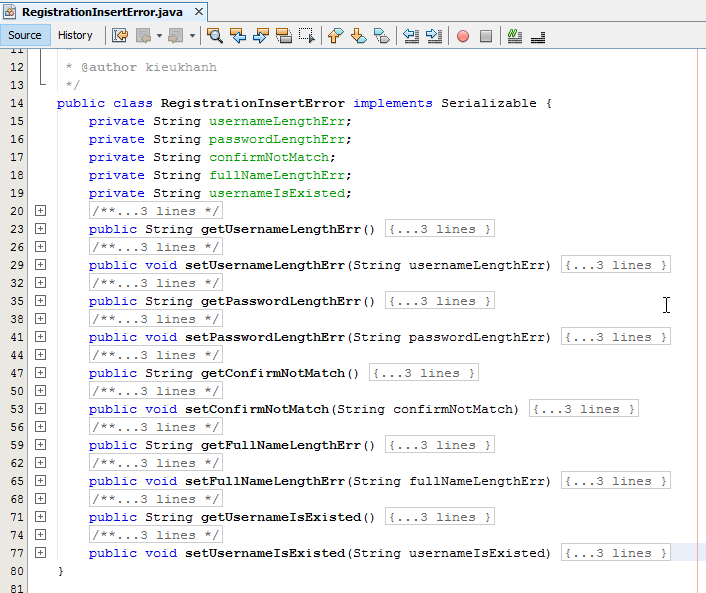 RegistrationInsertError.java
Source History
11 *
12 * @author kieukhanh
13 */
14 public class RegistrationInsertError implements Serializable {
15 private String usernameLengthErr;
16 private String passwordLengthErr;
17 private String confirmNotMatch;
18 private String fullNameLengthErr;
19 private String usernameIsExisted;
20 /**...3 lines */
23 public String getUsernameLengthErr() {...3 lines }
26 /**...3 lines */
29 public void setUsernameLengthErr(String usernameLengthErr) {...3 lines }
32 /**...3 lines */
35 public String getPasswordLengthErr() {...3 lines }
38 /**...3 lines */
41 public void setPasswordLengthErr(String passwordLengthErr) {...3 lines }
44 /**...3 lines */
47 public String getConfirmNotMatch() {...3 lines }
50 /**...3 lines */
53 public void setConfirmNotMatch(String confirmNotMatch) {...3 lines }
56 /**...3 lines */
59 public String getFullNameLengthErr() {...3 lines }
62 /**...3 lines */
65 public void setFullNameLengthErr(String fullNameLengthErr) {...3 lines }
68 /**...3 lines */
71 public String getUsernameIsExisted() {...3 lines }
74 /**...3 lines */
77 public void setUsernameIsExisted(String usernameIsExisted) {...3 lines }
80 }
81